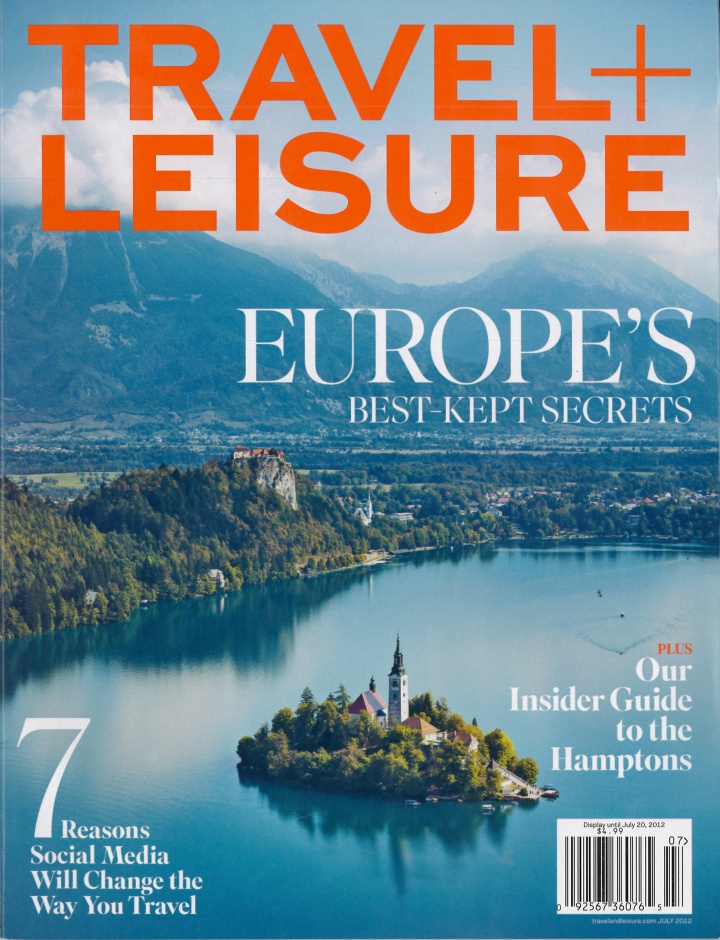 TRAVEL+
LEISURE
EUROPE'S
BEST-KEPT SECRETS
PLUS
Our
Insider Guide
to the
Hamptons
7
Reasons
Social Media
Will Change the
Way You Travel
Display until July 20, 2012
$4.99
07>
0 92567 36076 5
travelandleisure.com JULY 2012